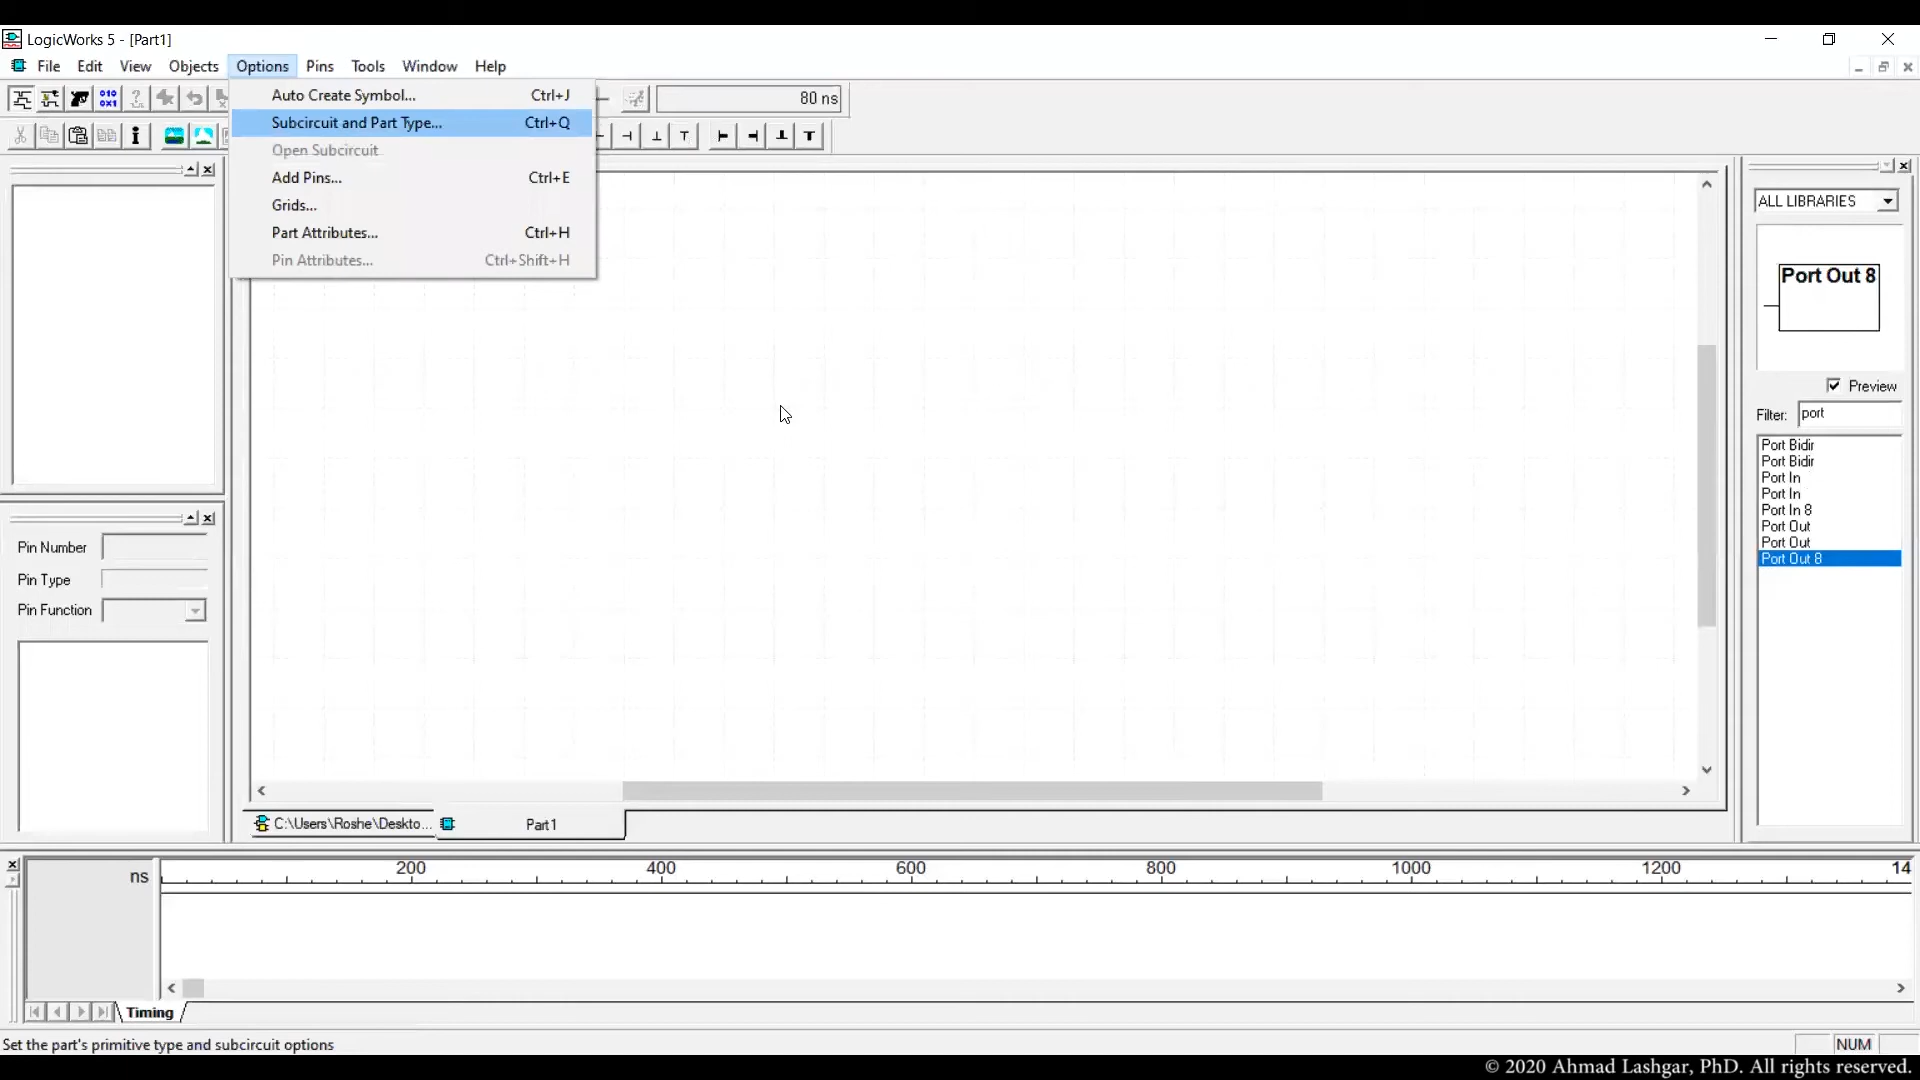 LogicWorks 5 - [Part1]
File Edit View Objects Options Pins Tools Window Help
Auto Create Symbol... Ctrl+J
Subcircuit and Part Type... Ctrl+Q
Open Subcircuit
Add Pins... Ctrl+E
Grids...
Part Attributes... Ctrl+H
Pin Attributes... Ctrl+Shift+H
80 ns
ALL LIBRARIES
Port Out 8
Preview
Filter: port
Port Bidir
Port Bidir
Port In
Port In
Port In 8
Port Out
Port Out
Port Out 8
Pin Number
Pin Type
Pin Function
C:\Users\Roshe\Deskto... Part1
ns 200 400 600 800 1000 1200 14
Timing
Set the part's primitive type and subcircuit options
NUM
© 2020 Ahmad Lashgar, PhD. All rights reserved.